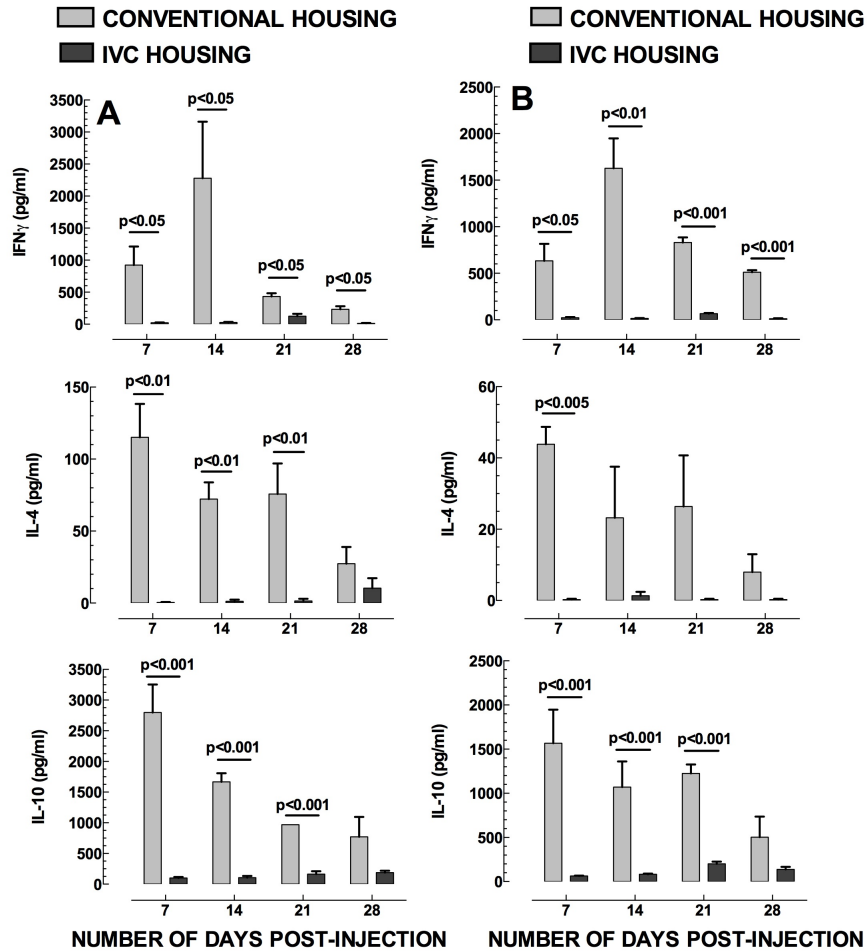 CONVENTIONAL HOUSING
IVC HOUSING
A
IFNγ (pg/ml)
3500
3000
2500
2000
1500
1000
500
0
p<0.05
p<0.05
p<0.05
p<0.05
7 14 21 28
IL-4 (pg/ml)
150
100
50
0
p<0.01
p<0.01
p<0.01
7 14 21 28
IL-10 (pg/ml)
3500
3000
2500
2000
1500
1000
500
0
p<0.001
p<0.001
p<0.001
7 14 21 28
NUMBER OF DAYS POST-INJECTION
CONVENTIONAL HOUSING
IVC HOUSING
B
IFNγ (pg/ml)
2500
2000
1500
1000
500
0
p<0.05
p<0.01
p<0.001
p<0.001
7 14 21 28
IL-4 (pg/ml)
60
40
20
0
p<0.005
7 14 21 28
IL-10 (pg/ml)
2500
2000
1500
1000
500
0
p<0.001
p<0.001
p<0.001
7 14 21 28
NUMBER OF DAYS POST-INJECTION